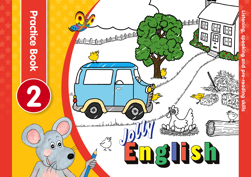 Practice Book
2
Jolly
English
Listening, speaking and pre-reading skills